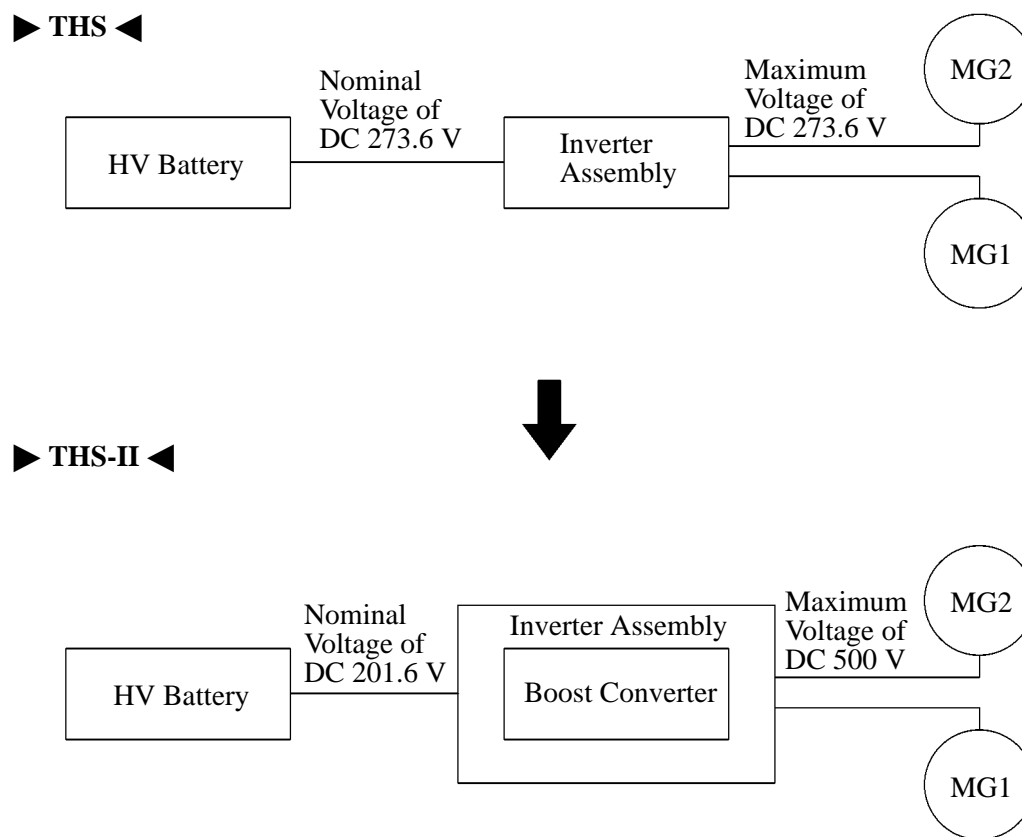 ▶ THS ◀
Nominal
Voltage of
DC 273.6 V
Maximum
Voltage of
DC 273.6 V
MG2
HV Battery
Inverter
Assembly
MG1
▶ THS-II ◀
Nominal
Voltage of
DC 201.6 V
Inverter Assembly
Maximum
Voltage of
DC 500 V
MG2
HV Battery
Boost Converter
MG1